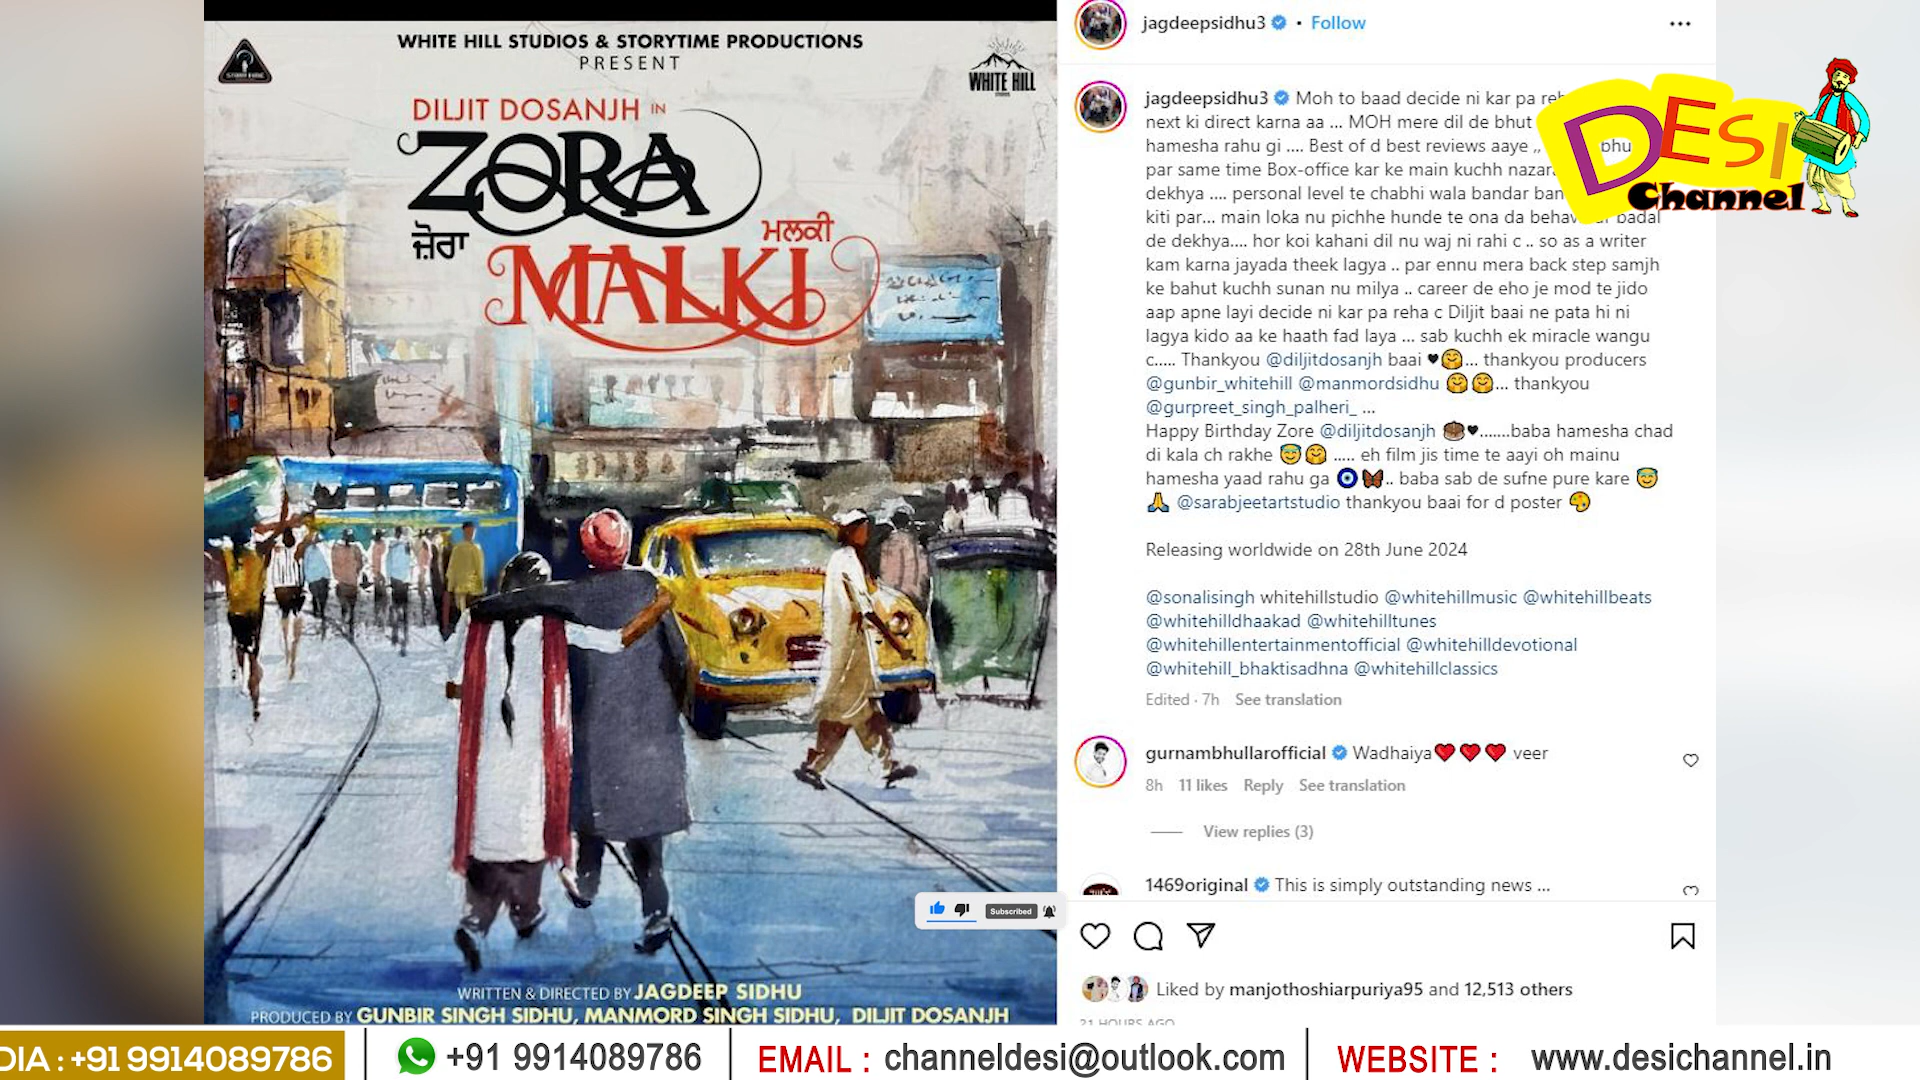 WHITE HILL STUDIOS & STORYTIME PRODUCTIONS
PRESENT
WHITE HILL
DILJIT DOSANJH IN
ZORA
ਜ਼ੋਰਾ
ਮਲਕੀ
MALKI
WRITTEN & DIRECTED BY JAGDEEP SIDHU
PRODUCED BY GUNBIR SINGH SIDHU, MANMORD SINGH SIDHU, DILJIT DOSANJH
Subscribed
jagdeepsidhu3 • Follow
jagdeepsidhu3 Moh to baad decide ni kar pa
next ki direct karna aa ... MOH mere dil de bhut
hamesha rahu gi .... Best of d best reviews aaye ,,
par same time Box-office kar ke main kuchh
dekhya .... personal level te chabhi wala bandar
kiti par... main loka nu pichhe hunde te ona da badal
de dekhya.... hor koi kahani dil nu waj ni rahi c .. so as a writer
kam karna jayada theek lagya .. par ennu mera back step samjh
ke bahut kuchh sunan nu milya .. career de eho je mod te jido
aap apne layi decide ni kar pa reha c Diljit baai ne pata hi ni
lagya kido aa ke haath fad laya ... sab kuchh ek miracle wangu
c..... Thankyou @diljitdosanjh baai ♥🤗... thankyou producers
@gunbir_whitehill @manmordsidhu 🤗🤗... thankyou
@gurpreet_singh_palheri_ ...
Happy Birthday Zore @diljitdosanjh 🎂♥.......baba hamesha chad
di kala ch rakhe 😇🤗 ..... eh film jis time te aayi oh mainu
hamesha yaad rahu ga 🧿🦋.. baba sab de sufne pure kare 😇
🙏 @sarabjeetartstudio thankyou baai for d poster 🎨
Releasing worldwide on 28th June 2024
@sonalisingh whitehillstudio @whitehillmusic @whitehillbeats
@whitehilldhaakad @whitehilltunes
@whitehillentertainmentofficial @whitehilldevotional
@whitehill_bhaktisadhna @whitehillclassics
Edited · 7h See translation
gurnambhullarofficial Wadhaiya❤️❤️❤️ veer
8h 11 likes Reply See translation
View replies (3)
1469original This is simply outstanding news ...
Liked by manjothoshiarpuriya95 and 12,513 others
21 HOURS AGO
DESI
Channel
DIA : +91 9914089786
+91 9914089786
EMAIL : channeldesi@outlook.com
WEBSITE : www.desichannel.in